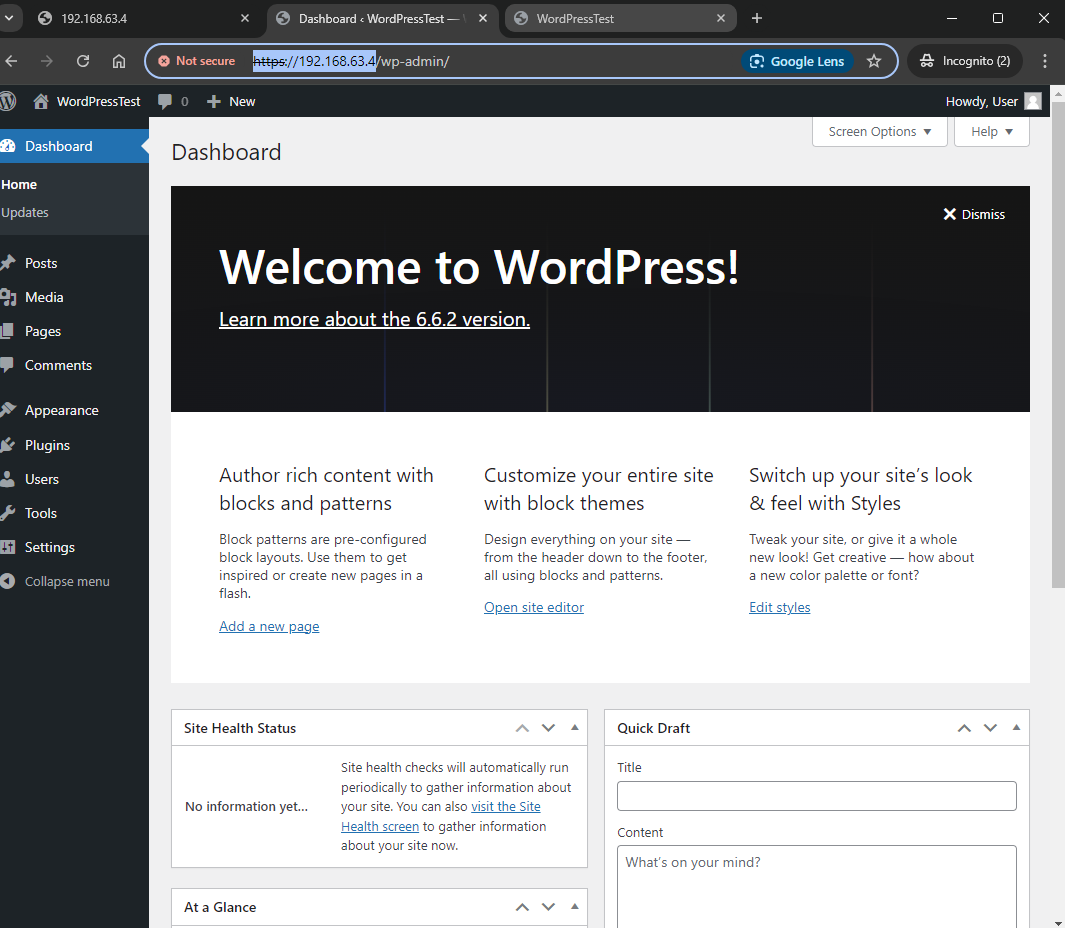 192.168.63.4
Dashboard ‹ WordPressTest —
WordPressTest
Not secure
https://192.168.63.4/wp-admin/
Google Lens
Incognito (2)
WordPressTest
0
New
Howdy, User
Dashboard
Home
Updates
Posts
Media
Pages
Comments
Appearance
Plugins
Users
Tools
Settings
Collapse menu
Screen Options
Help
Dashboard
Dismiss
Welcome to WordPress!
Learn more about the 6.6.2 version.
Author rich content with
blocks and patterns
Block patterns are pre-configured
block layouts. Use them to get
inspired or create new pages in a
flash.
Add a new page
Customize your entire site
with block themes
Design everything on your site —
from the header down to the footer,
all using blocks and patterns.
Open site editor
Switch up your site’s look
& feel with Styles
Tweak your site, or give it a whole
new look! Get creative — how about
a new color palette or font?
Edit styles
Site Health Status
No information yet...
Site health checks will automatically run
periodically to gather information about
your site. You can also visit the Site
Health screen to gather information
about your site now.
At a Glance
Quick Draft
Title
Content
What’s on your mind?